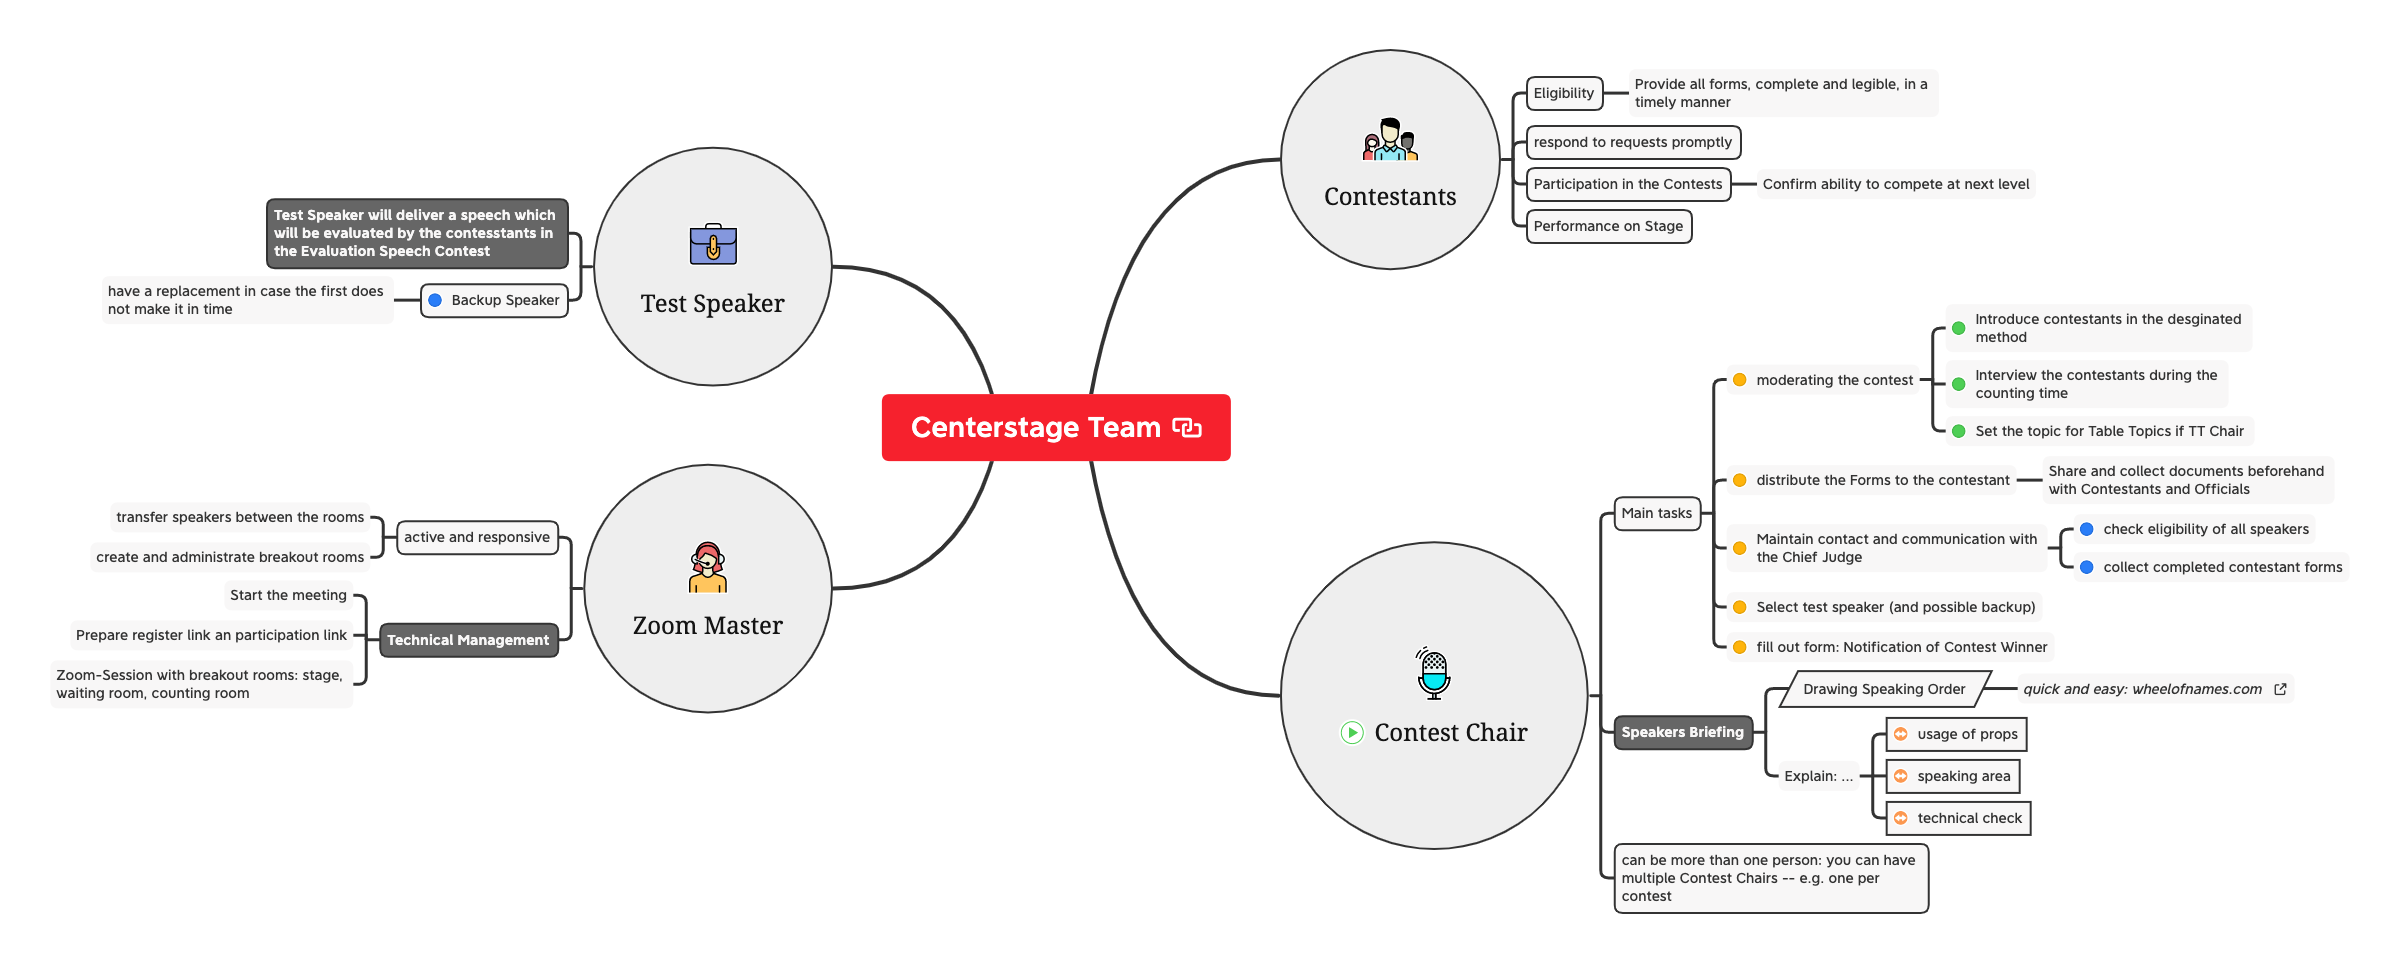 Centerstage Team
Contestants
Eligibility
Provide all forms, complete and legible, in a
timely manner
respond to requests promptly
Participation in the Contests
Confirm ability to compete at next level
Performance on Stage
Contest Chair
Main tasks
moderating the contest
Introduce contestants in the desginated
method
Interview the contestants during the
counting time
Set the topic for Table Topics if TT Chair
distribute the Forms to the contestant
Share and collect documents beforehand
with Contestants and Officials
Maintain contact and communication with
the Chief Judge
check eligibility of all speakers
collect completed contestant forms
Select test speaker (and possible backup)
fill out form: Notification of Contest Winner
Speakers Briefing
Drawing Speaking Order
quick and easy: wheelofnames.com
Explain: ...
usage of props
speaking area
technical check
can be more than one person: you can have
multiple Contest Chairs -- e.g. one per
contest
Test Speaker
Test Speaker will deliver a speech which
will be evaluated by the contesstants in
the Evaluation Speech Contest
Backup Speaker
have a replacement in case the first does
not make it in time
Zoom Master
active and responsive
transfer speakers between the rooms
create and administrate breakout rooms
Technical Management
Start the meeting
Prepare register link an participation link
Zoom-Session with breakout rooms: stage,
waiting room, counting room